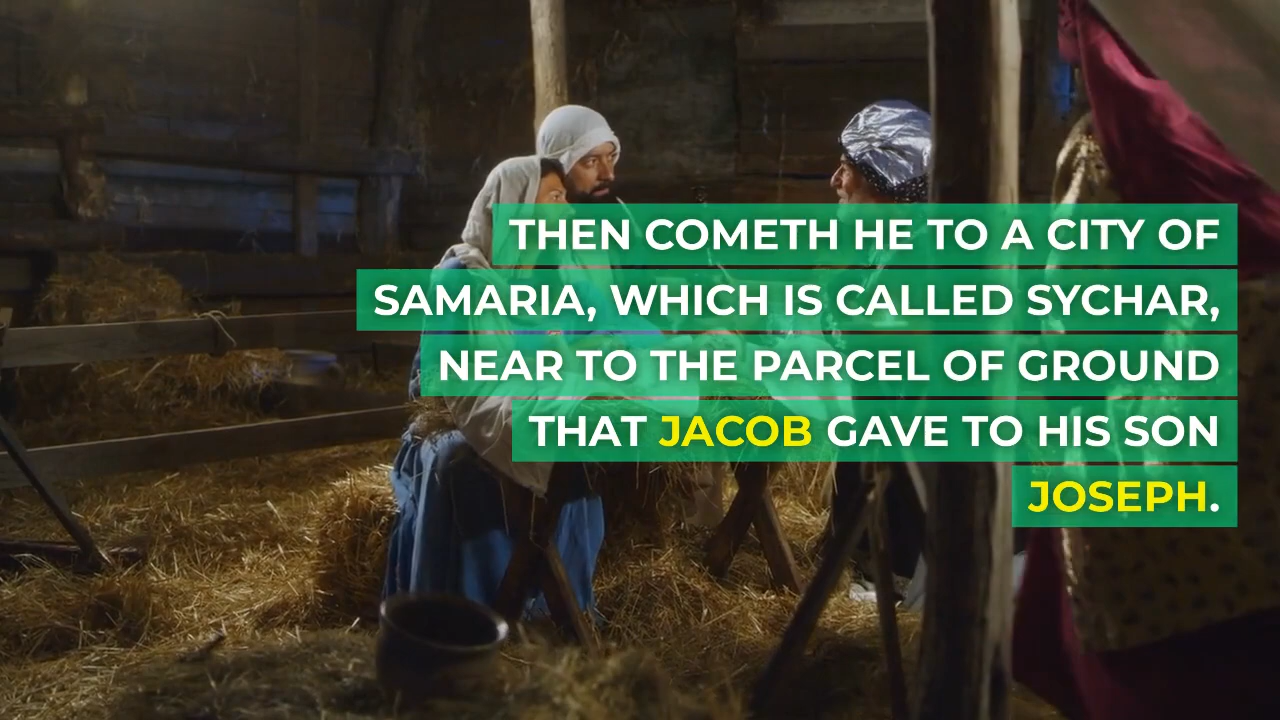 THEN COMETH HE TO A CITY OF
SAMARIA, WHICH IS CALLED SYCHAR,
NEAR TO THE PARCEL OF GROUND
THAT JACOB GAVE TO HIS SON
JOSEPH.